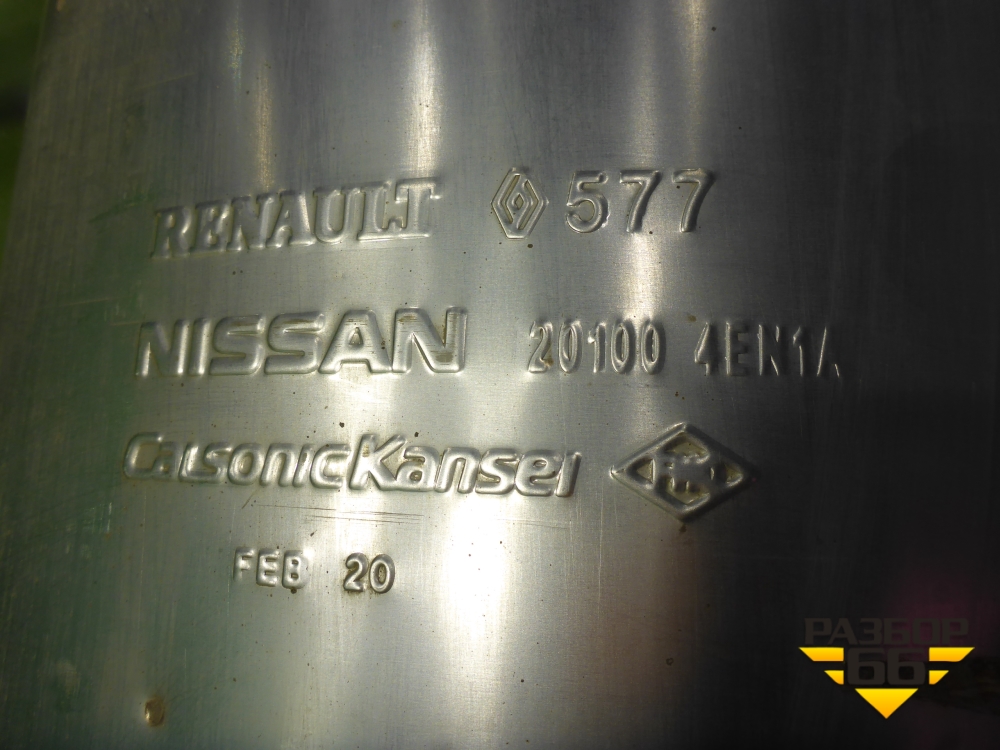 RENAULT 577
NISSAN 20100 4EN1A
CalsonicKansei
FEB 20
РАЗБОР
66